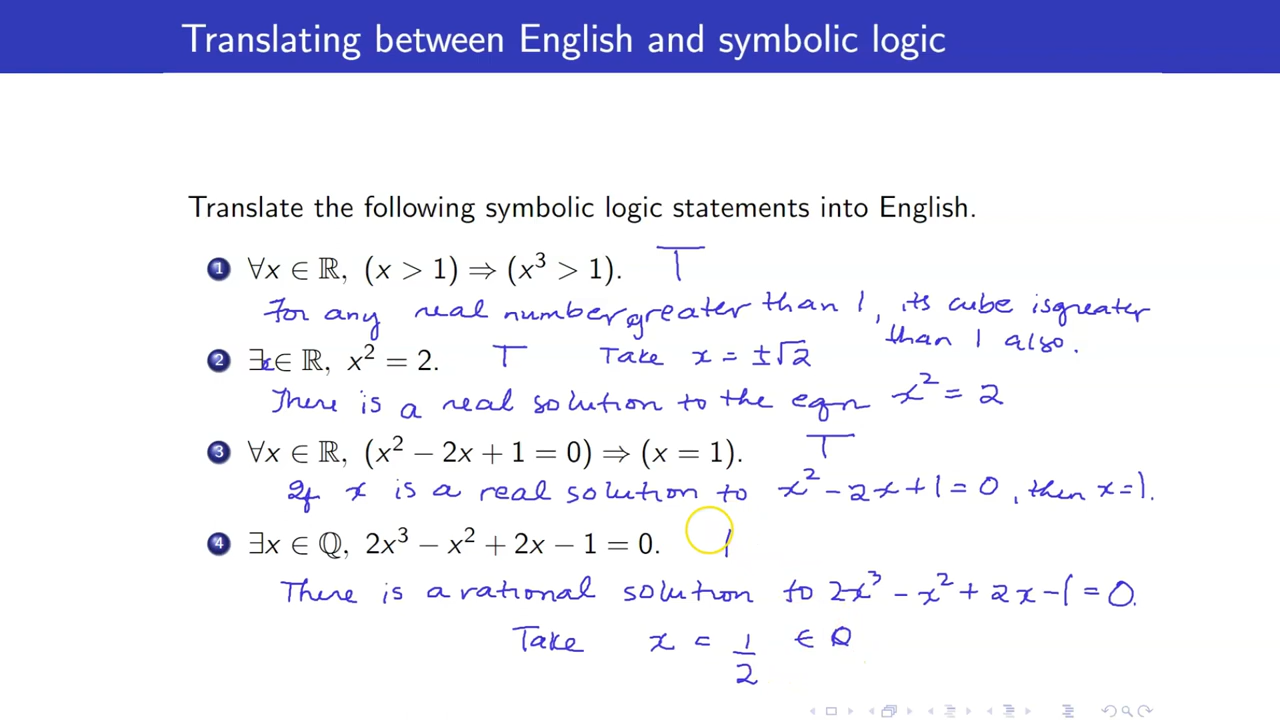 Translating between English and symbolic logic
Translate the following symbolic logic statements into English.
1 ∀x ∈ ℝ, (x > 1) ⇒ (x³ > 1). T
For any real number greater than 1, its cube is greater
than 1 also.
2 ∃x ∈ ℝ, x² = 2. T Take x = ±√2
There is a real solution to the eqn x² = 2
3 ∀x ∈ ℝ, (x² − 2x + 1 = 0) ⇒ (x = 1). T
If x is a real solution to x² − 2x + 1 = 0, then x = 1.
4 ∃x ∈ ℚ, 2x³ − x² + 2x − 1 = 0.
There is a rational solution to 2x³ − x² + 2x − 1 = 0.
Take x = 1/2 ∈ ℚ